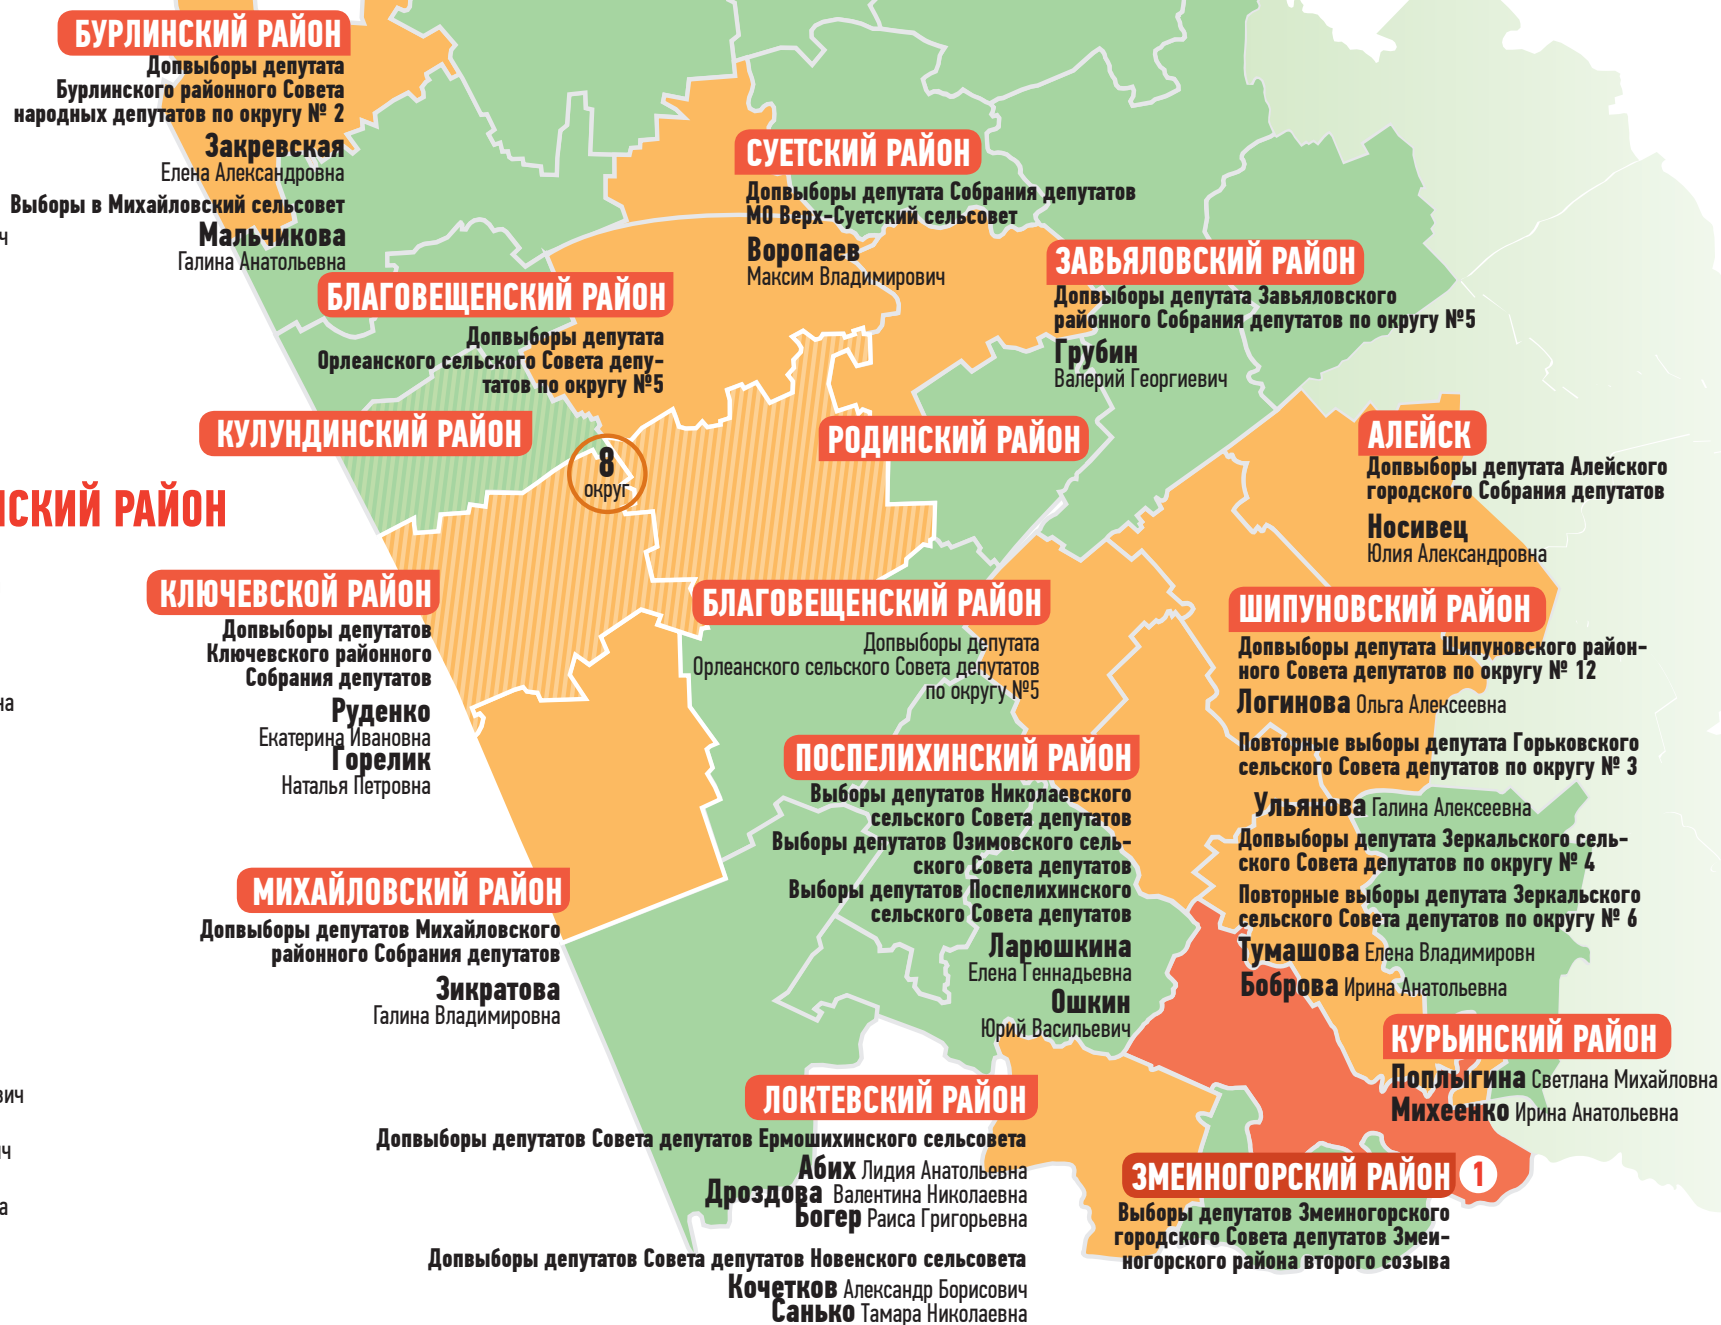 БУРЛИНСКИЙ РАЙОН
Допвыборы депутата
Бурлинского районного Совета
народных депутатов по округу № 2
Закревская
Елена Александровна
Выборы в Михайловский сельсовет
ч
Мальчикова
Галина Анатольевна
СУЕТСКИЙ РАЙОН
Допвыборы депутата Собрания депутатов
МО Верх-Суетский сельсовет
Воропаев
Максим Владимирович
ЗАВЬЯЛОВСКИЙ РАЙОН
Допвыборы депутата Завьяловского
районного Собрания депутатов по округу №5
Грубин
Валерий Георгиевич
БЛАГОВЕЩЕНСКИЙ РАЙОН
Допвыборы депутата
Орлеанского сельского Совета депу-
татов по округу №5
КУЛУНДИНСКИЙ РАЙОН
8
округ
РОДИНСКИЙ РАЙОН
АЛЕЙСК
Допвыборы депутата Алейского
городского Собрания депутатов
Носивец
Юлия Александровна
НСКИЙ РАЙОН
КЛЮЧЕВСКОЙ РАЙОН
Допвыборы депутатов
Ключевского районного
Собрания депутатов
Руденко
Екатерина Ивановна
Горелик
Наталья Петровна
на
БЛАГОВЕЩЕНСКИЙ РАЙОН
Допвыборы депутата
Орлеанского сельского Совета депутатов
по округу №5
ШИПУНОВСКИЙ РАЙОН
Допвыборы депутата Шипуновского район-
ного Совета депутатов по округу № 12
Логинова Ольга Алексеевна
Повторные выборы депутата Горьковского
сельского Совета депутатов по округу № 3
Ульянова Галина Алексеевна
Допвыборы депутата Зеркальского сель-
ского Совета депутатов по округу № 4
Повторные выборы депутата Зеркальского
сельского Совета депутатов по округу № 6
Тумашова Елена Владимировн
Боброва Ирина Анатольевна
ПОСПЕЛИХИНСКИЙ РАЙОН
Выборы депутатов Николаевского
сельского Совета депутатов
Выборы депутатов Озимовского сель-
ского Совета депутатов
Выборы депутатов Поспелихинского
сельского Совета депутатов
Ларюшкина
Елена Геннадьевна
Ошкин
Юрий Васильевич
МИХАЙЛОВСКИЙ РАЙОН
Допвыборы депутатов Михайловского
районного Собрания депутатов
Зикратова
Галина Владимировна
КУРЬИНСКИЙ РАЙОН
Поплыгина Светлана Михайловна
Михеенко Ирина Анатольевна
вич
ич
а
ЛОКТЕВСКИЙ РАЙОН
Допвыборы депутатов Совета депутатов Ермошихинского сельсовета
Абих Лидия Анатольевна
Дроздова Валентина Николаевна
Богер Раиса Григорьевна
Допвыборы депутатов Совета депутатов Новенского сельсовета
Кочетков Александр Борисович
Санько Тамара Николаевна
ЗМЕИНОГОРСКИЙ РАЙОН 1
Выборы депутатов Змеиногорского
городского Совета депутатов Змеи-
ногорского района второго созыва